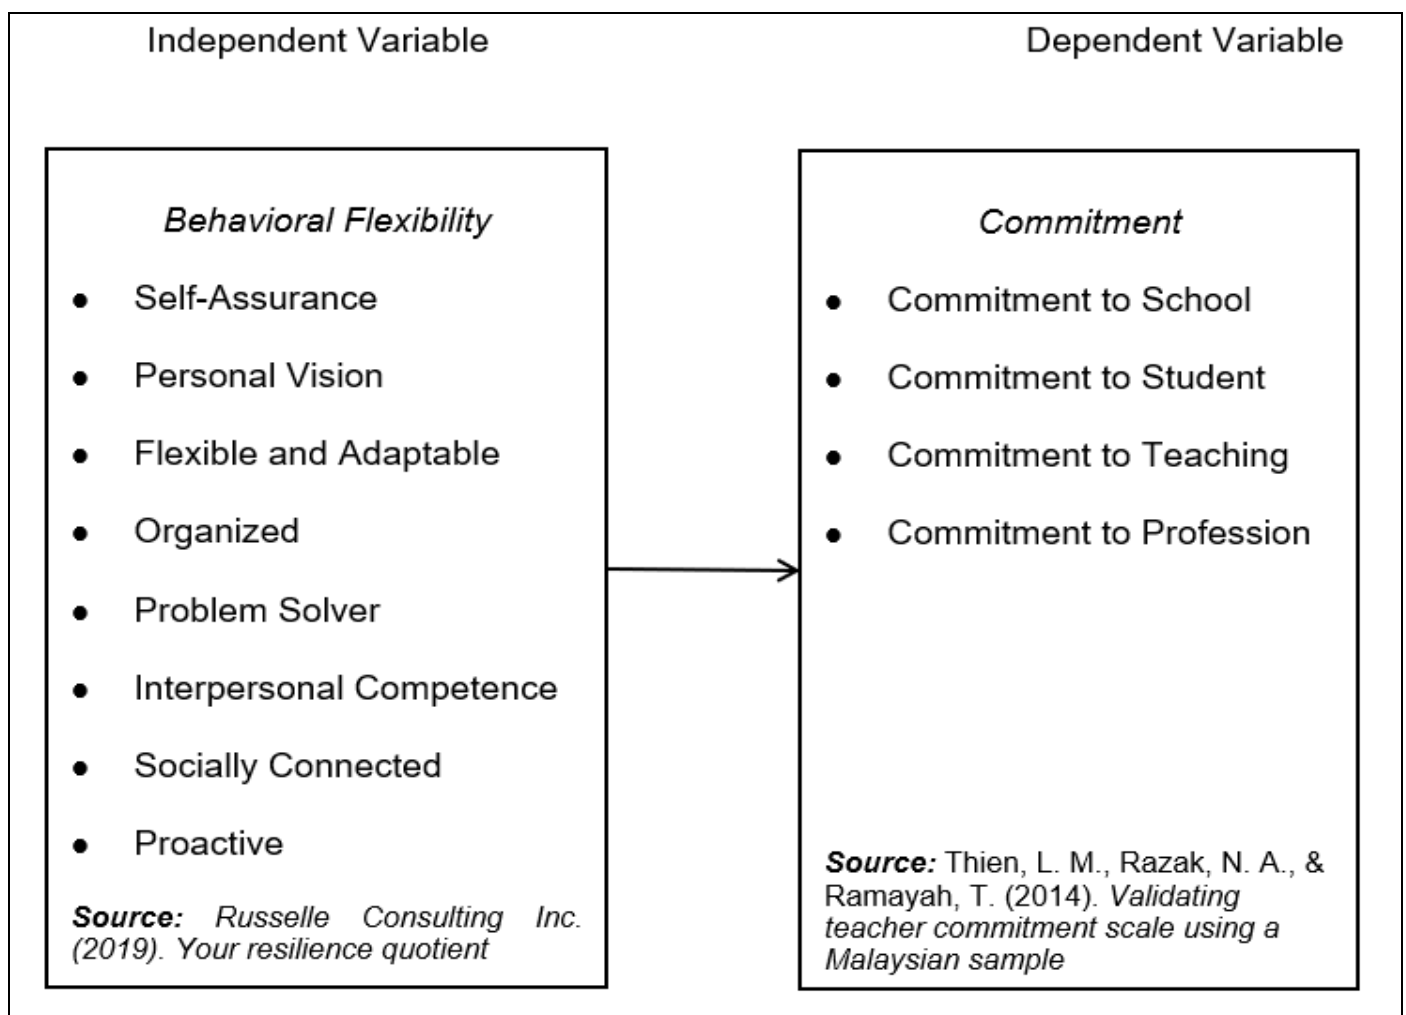 Independent Variable
Dependent Variable
Behavioral Flexibility
● Self-Assurance
● Personal Vision
● Flexible and Adaptable
● Organized
● Problem Solver
● Interpersonal Competence
● Socially Connected
● Proactive
Source: Russelle Consulting Inc.
(2019). Your resilience quotient
Commitment
● Commitment to School
● Commitment to Student
● Commitment to Teaching
● Commitment to Profession
Source: Thien, L. M., Razak, N. A., &
Ramayah, T. (2014). Validating
teacher commitment scale using a
Malaysian sample